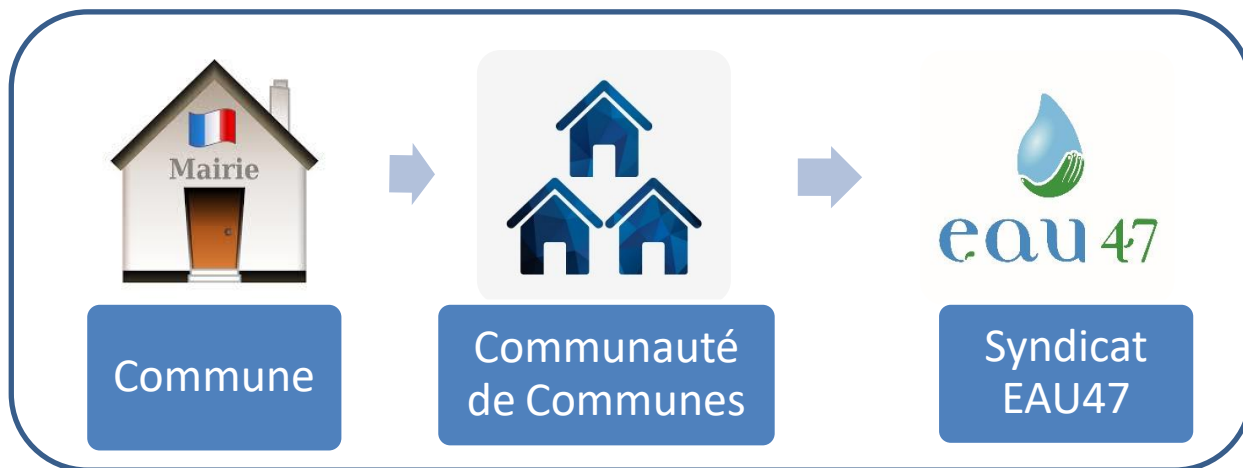 Mairie
eau 47
Commune
Communauté
de Communes
Syndicat
EAU47